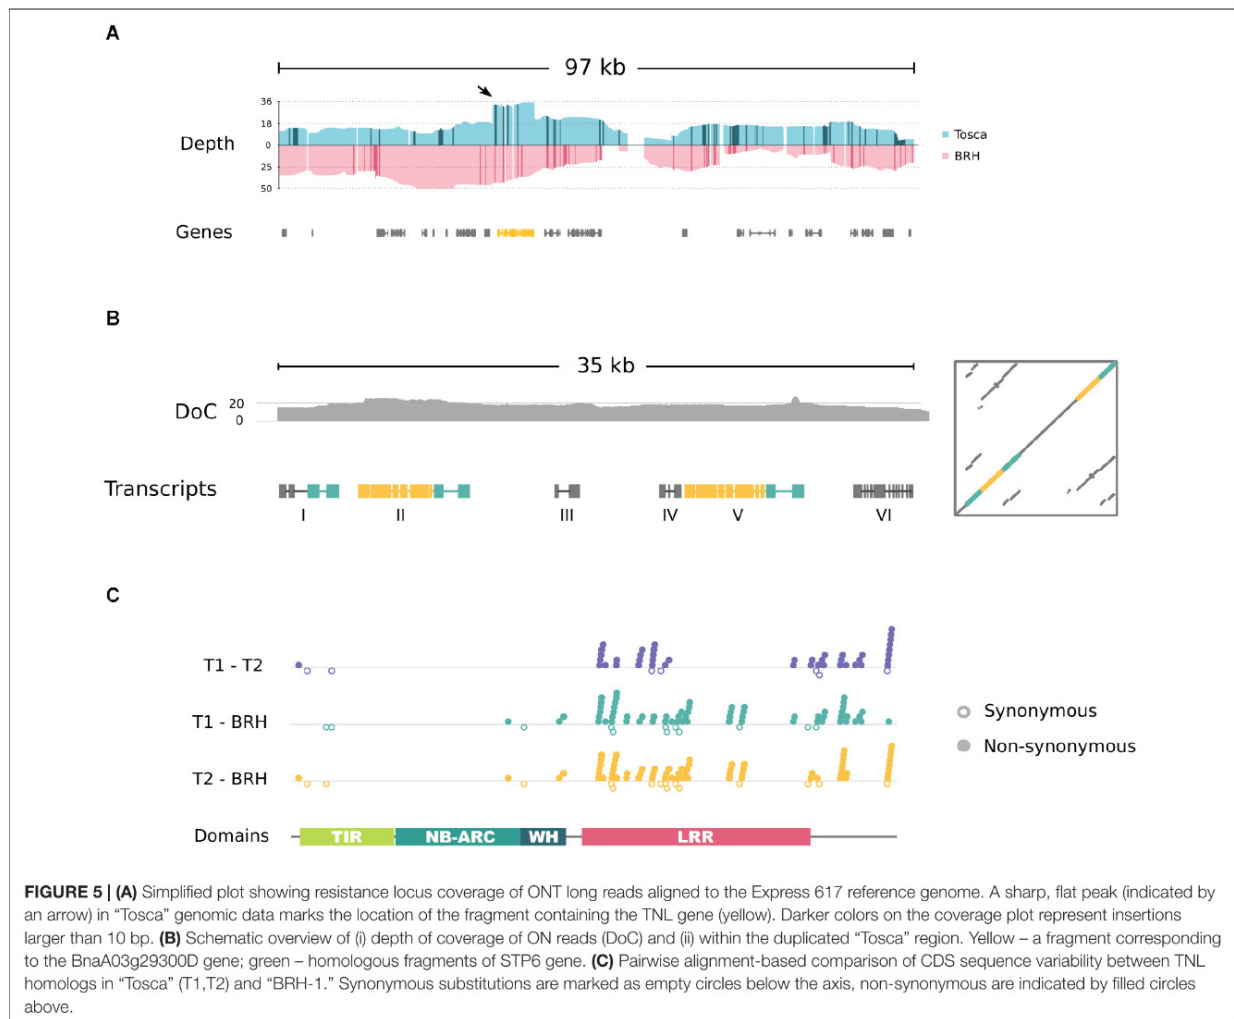 A
97 kb
36
18
0
25
50
Depth
Tosca
BRH
Genes
B
35 kb
DoC
20
0
Transcripts
I II III IV V VI
C
T1 - T2
T1 - BRH
T2 - BRH
Synonymous
Non-synonymous
Domains
TIR NB-ARC WH LRR
FIGURE 5 | (A) Simplified plot showing resistance locus coverage of ONT long reads aligned to the Express 617 reference genome. A sharp, flat peak (indicated by
an arrow) in “Tosca” genomic data marks the location of the fragment containing the TNL gene (yellow). Darker colors on the coverage plot represent insertions
larger than 10 bp. (B) Schematic overview of (i) depth of coverage of ON reads (DoC) and (ii) within the duplicated “Tosca” region. Yellow – a fragment corresponding
to the BnaA03g29300D gene; green – homologous fragments of STP6 gene. (C) Pairwise alignment-based comparison of CDS sequence variability between TNL
homologs in “Tosca” (T1,T2) and “BRH-1.” Synonymous substitutions are marked as empty circles below the axis, non-synonymous are indicated by filled circles
above.